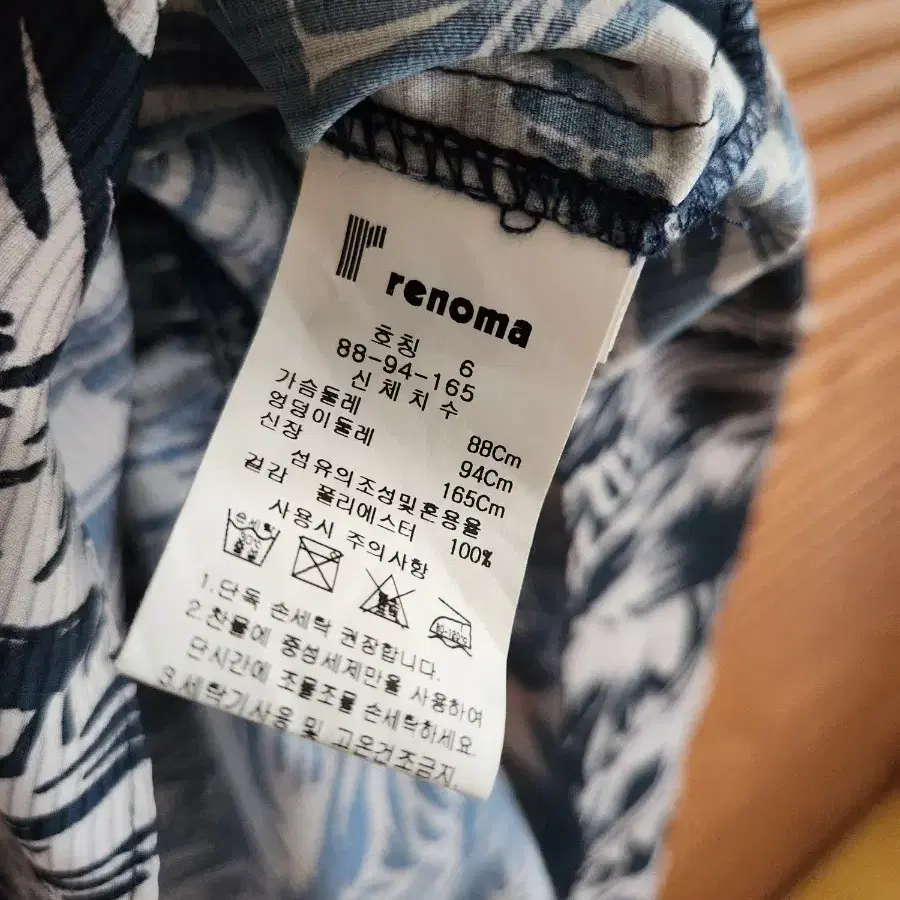 renoma
호칭 6
88-94-165
신체치수
가슴둘레 88Cm
엉덩이둘레 94Cm
신장 165Cm
섬유의조성및혼용율
겉감 폴리에스터 100%
사용시 주의사항
손세탁
80-180℃
1.단독 손세탁 권장합니다.
2.찬물에 중성세제만을 사용하여
단시간에 조물조물 손세탁하세요
3.세탁기사용 및 고온건조금지.